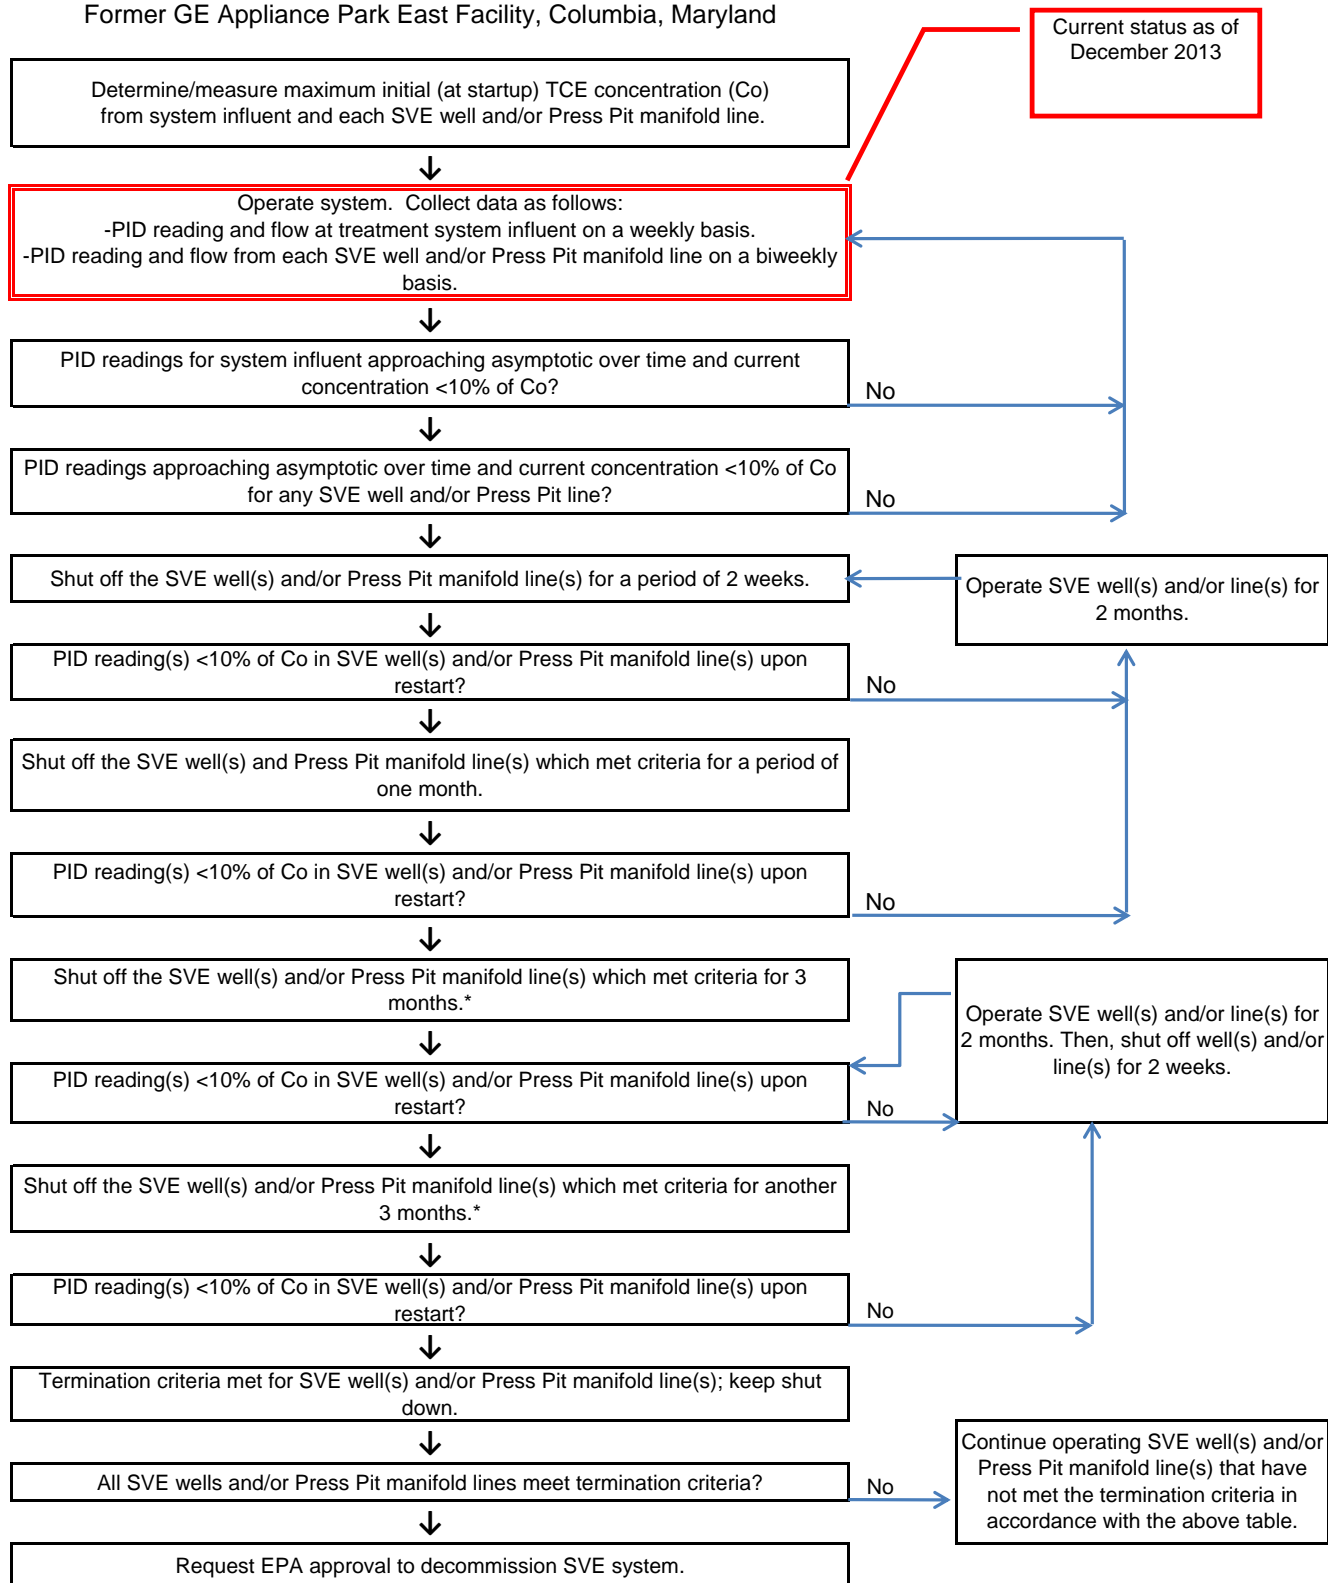 Former GE Appliance Park East Facility, Columbia, Maryland
Current status as of
December 2013
Determine/measure maximum initial (at startup) TCE concentration (Co)
from system influent and each SVE well and/or Press Pit manifold line.
Operate system.  Collect data as follows:
-PID reading and flow at treatment system influent on a weekly basis.
-PID reading and flow from each SVE well and/or Press Pit manifold line on a biweekly
basis.
PID readings for system influent approaching asymptotic over time and current
concentration <10% of Co?
No
PID readings approaching asymptotic over time and current concentration <10% of Co
for any SVE well and/or Press Pit line?
No
Shut off the SVE well(s) and/or Press Pit manifold line(s) for a period of 2 weeks.
Operate SVE well(s) and/or line(s) for
2 months.
PID reading(s) <10% of Co in SVE well(s) and/or Press Pit manifold line(s) upon
restart?
No
Shut off the SVE well(s) and Press Pit manifold line(s) which met criteria for a period of
one month.
PID reading(s) <10% of Co in SVE well(s) and/or Press Pit manifold line(s) upon
restart?
No
Shut off the SVE well(s) and/or Press Pit manifold line(s) which met criteria for 3
months.*
Operate SVE well(s) and/or line(s) for
2 months. Then, shut off well(s) and/or
line(s) for 2 weeks.
PID reading(s) <10% of Co in SVE well(s) and/or Press Pit manifold line(s) upon
restart?
No
Shut off the SVE well(s) and/or Press Pit manifold line(s) which met criteria for another
3 months.*
PID reading(s) <10% of Co in SVE well(s) and/or Press Pit manifold line(s) upon
restart?
No
Termination criteria met for SVE well(s) and/or Press Pit manifold line(s); keep shut
down.
All SVE wells and/or Press Pit manifold lines meet termination criteria?
No
Continue operating SVE well(s) and/or
Press Pit manifold line(s) that have
not met the termination criteria in
accordance with the above table.
Request EPA approval to decommission SVE system.